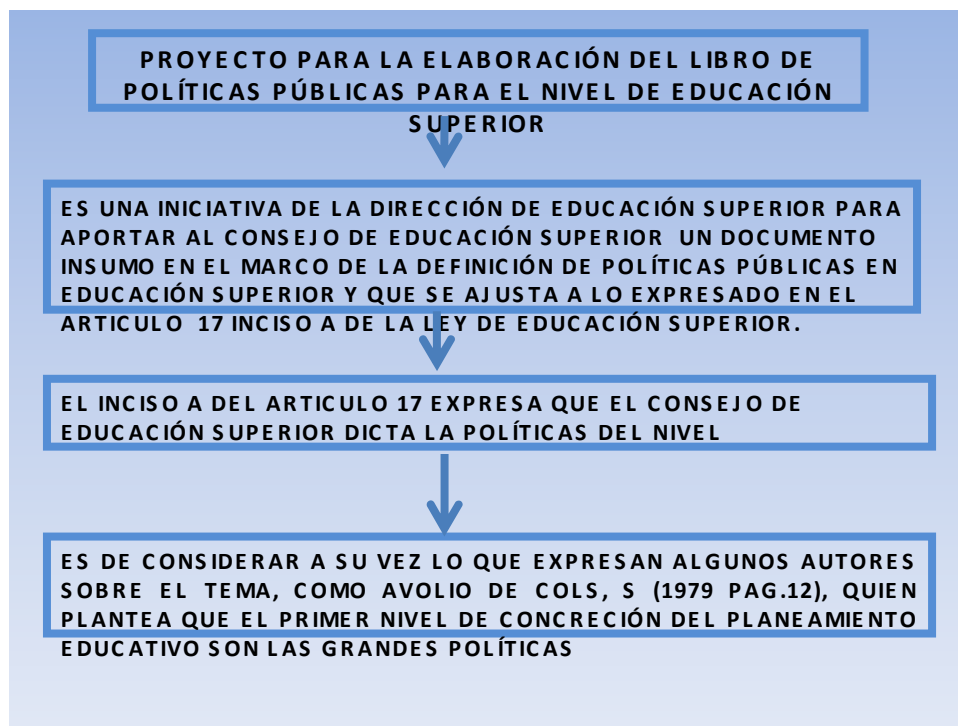 PROYECTO PARA LA ELABORACIÓN DEL LIBRO DE
POLÍTICAS PÚBLICAS PARA EL NIVEL DE EDUCACIÓN
SUPERIOR
ES UNA INICIATIVA DE LA DIRECCIÓN DE EDUCACIÓN SUPERIOR PARA
APORTAR AL CONSEJO DE EDUCACIÓN SUPERIOR UN DOCUMENTO
INSUMO EN EL MARCO DE LA DEFINICIÓN DE POLÍTICAS PÚBLICAS EN
EDUCACIÓN SUPERIOR Y QUE SE AJUSTA A LO EXPRESADO EN EL
ARTICULO 17 INCISO A DE LA LEY DE EDUCACIÓN SUPERIOR.
EL INCISO A DEL ARTICULO 17 EXPRESA QUE EL CONSEJO DE
EDUCACIÓN SUPERIOR DICTA LA POLÍTICAS DEL NIVEL
ES DE CONSIDERAR A SU VEZ LO QUE EXPRESAN ALGUNOS AUTORES
SOBRE EL TEMA, COMO AVOLIO DE COLS, S (1979 PAG.12), QUIEN
PLANTEA QUE EL PRIMER NIVEL DE CONCRECIÓN DEL PLANEAMIENTO
EDUCATIVO SON LAS GRANDES POLÍTICAS